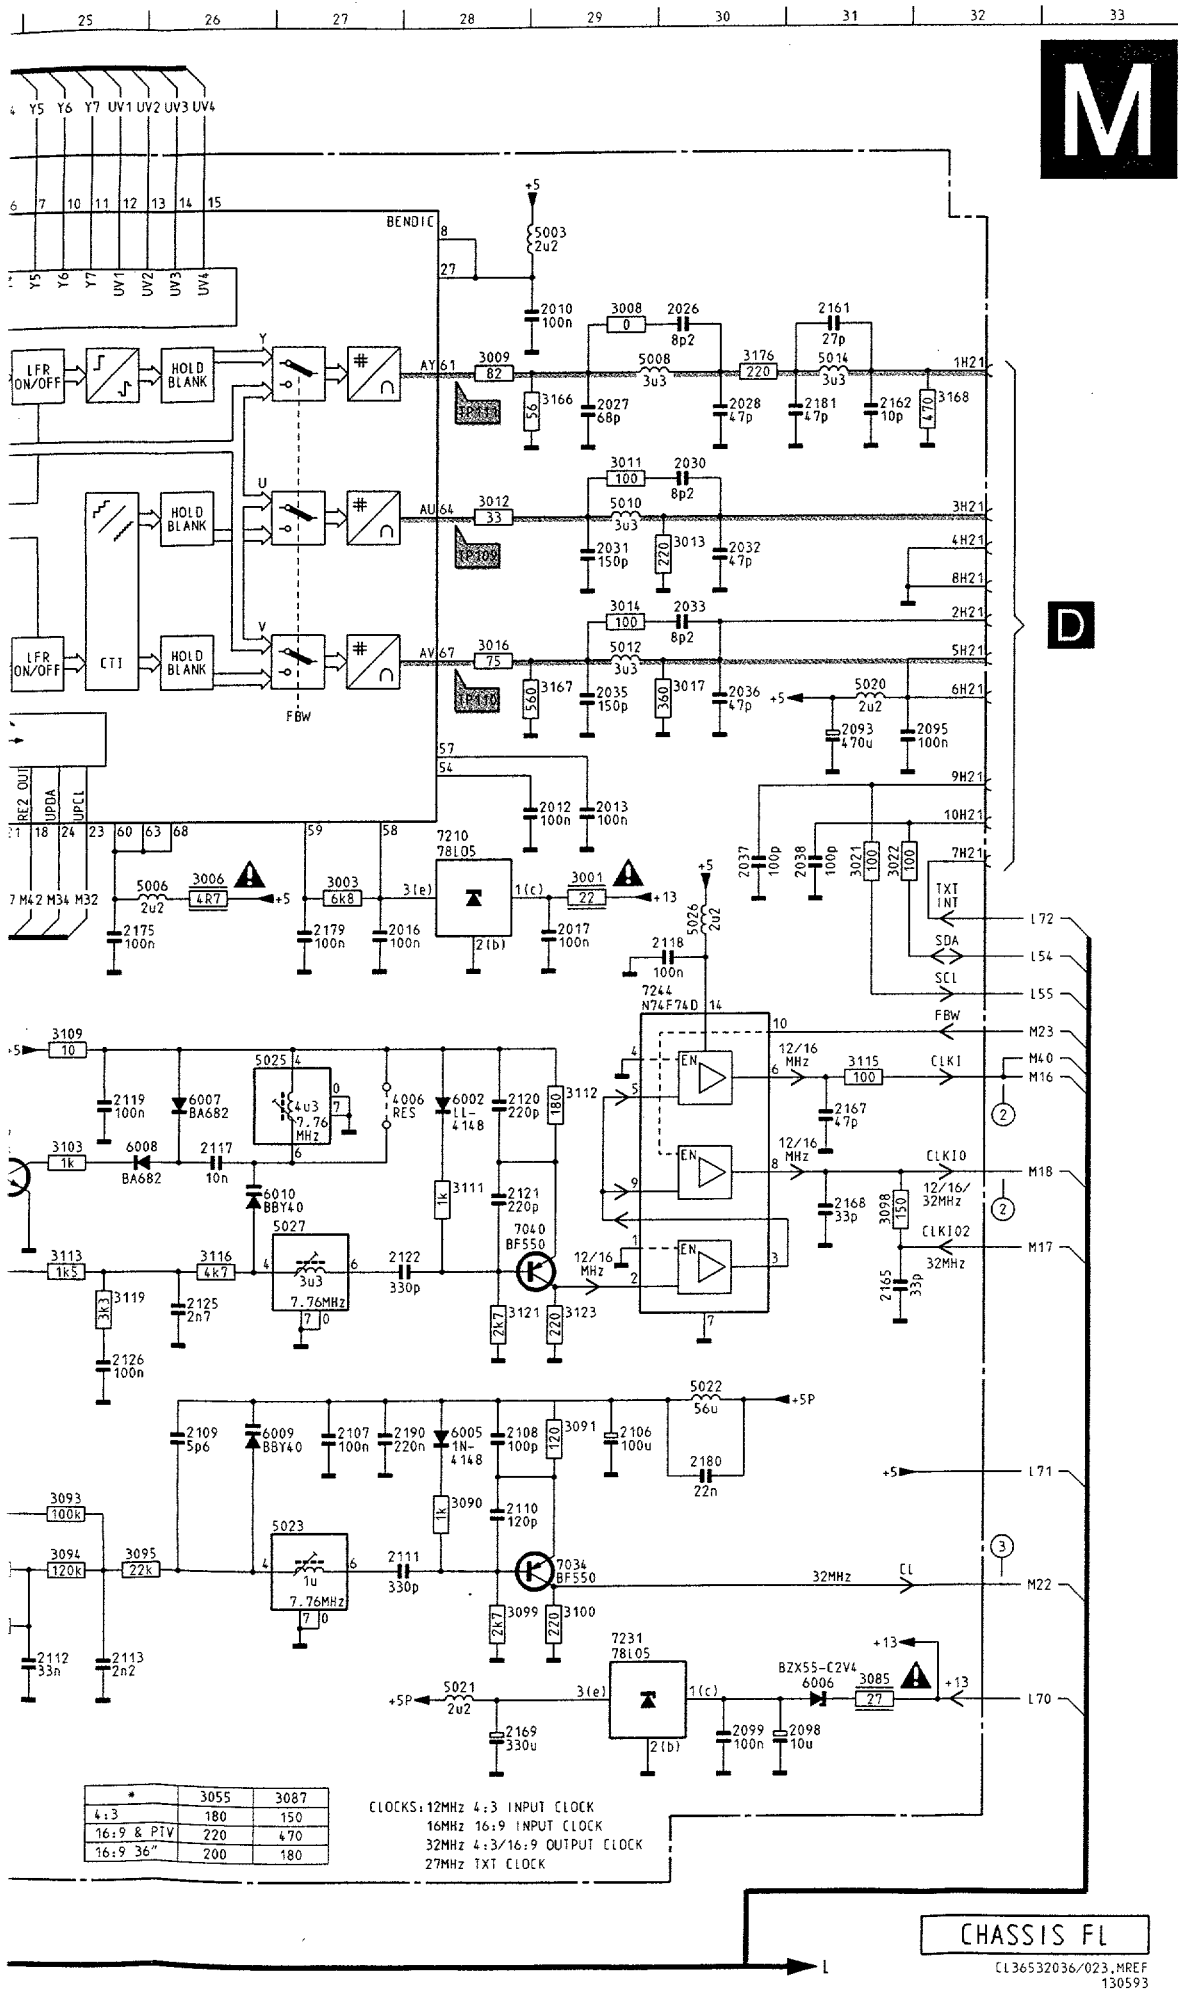 25 26 27 28 29 30 31 32 33
M
Y5 Y6 Y7 UV1 UV2 UV3 UV4
6 7 10 11 12 13 14 15
BENDIC
8
27
+5
5003
2u2
Y5 Y6 Y7 UV1 UV2 UV3 UV4
2010
100n
3008
0
2026
8p2
2161
27p
LFR
ON/OFF
HOLD
BLANK
Y
#
AY 61
3009
82
5008
3u3
3176
220
5014
3u3
1H21
TP111
3166
56
2027
68p
2028
47p
2181
47p
2162
10p
3168
470
HOLD
BLANK
U
#
AU 64
3012
33
3011
100
2030
8p2
5010
3u3
3H21
TP109
2031
150p
3013
220
2032
47p
4H21
8H21
3014
100
2033
8p2
2H21
D
LFR
ON/OFF
CTI
HOLD
BLANK
V
#
AV 67
3016
75
5012
3u3
5H21
TP110
3167
560
2035
150p
3017
360
2036
47p
+5
5020
2u2
6H21
FBW
2093
470u
2095
100n
57
54
9H21
RE2 OUT
UPDA
UPCL
2012
100n
2013
100n
10H21
21 18 24 23 60 63 68
59 58
7210
78L05
2037
100p
2038
100p
3021
100
3022
100
7H21
M42 M34 M32
5006
2u2
3006
4R7
+5
3003
6k8
3(e)
1(c)
2(b)
3001
22
+13
+5
5026
2u2
TXT
INT
L72
2175
100n
2179
100n
2016
100n
2017
100n
2118
100n
SDA
L54
SCL
L55
7244
N74F74D
14
10
FBW
M23
+5
3109
10
5025
4
4u3
7.76
MHz
0
7
6
4006
RES
6002
LL-
4148
2120
220p
3112
180
4
EN
5
6
12/16
MHz
3115
100
CLKI
M40
M16
2
2119
100n
6007
BA682
2167
47p
3103
1k
6008
BA682
2117
10n
6010
BBY40
3111
1k
2121
220p
EN
9
8
12/16
MHz
CLKIO
M18
12/16/
32MHz
2
2168
33p
3098
150
3113
1k5
3116
4k7
5027
4
3u3
6
7.76MHz
7 0
2122
330p
7040
BF550
12/16
MHz
1
EN
2
3
7
CLKIO2
M17
32MHz
2165
33p
3119
3k3
2125
2n7
2126
100n
3121
2k7
3123
220
5022
56u
+5P
2109
5p6
6009
BBY40
2107
100n
2190
220n
6005
1N-
4148
2108
100p
3091
120
2106
100u
2180
22n
+5
L71
3093
100k
3090
1k
2110
120p
3094
120k
3095
22k
5023
4
1u
6
7.76MHz
7 0
2111
330p
7034
BF550
32MHz
CL
3
M22
2112
33n
2113
2n2
3099
2k7
3100
220
7231
78L05
+13
BZX55-C2V4
6006
3085
27
+13
L70
+5P
5021
2u2
3(e)
1(c)
2(b)
2169
330u
2099
100n
2098
10u
* 3055 3087
4:3 180 150
16:9 & PTV 220 470
16:9 36" 200 180
CLOCKS: 12MHz 4:3 INPUT CLOCK
16MHz 16:9 INPUT CLOCK
32MHz 4:3/16:9 OUTPUT CLOCK
27MHz TXT CLOCK
L
CHASSIS FL
CL36532036/023.MREF
130593